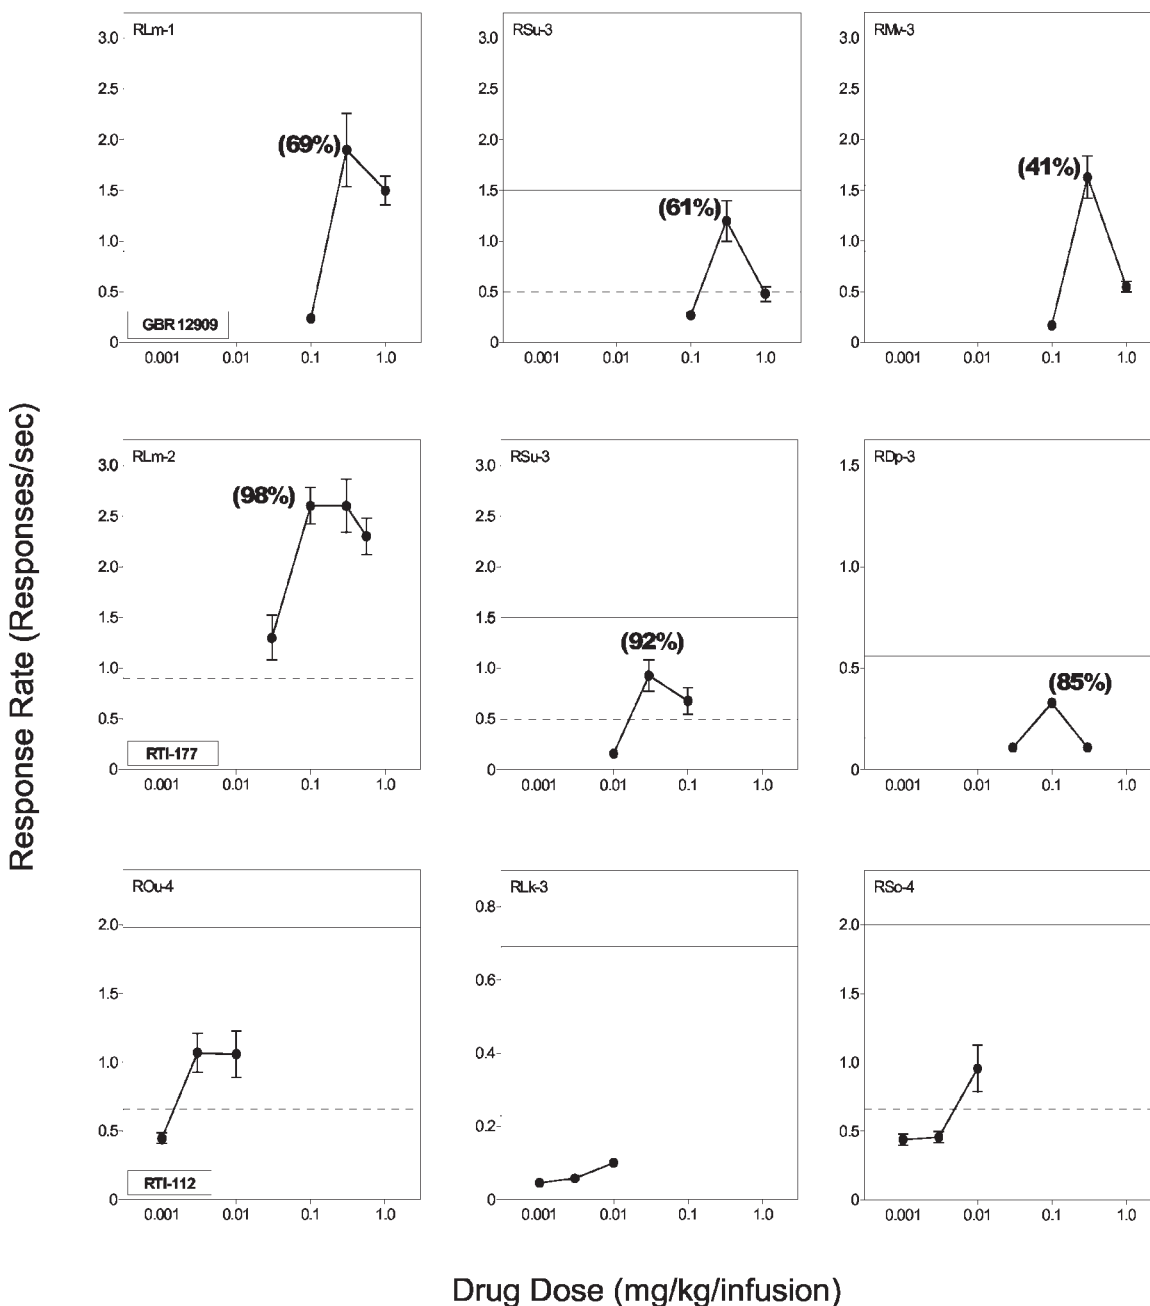 RLm-1
3.0
2.5
2.0
1.5
1.0
0.5
0
(69%)
GBR 12909
0.001 0.01 0.1 1.0
RSu-3
3.0
2.5
2.0
1.5
1.0
0.5
0
(61%)
0.001 0.01 0.1 1.0
RMv-3
3.0
2.5
2.0
1.5
1.0
0.5
0
(41%)
0.001 0.01 0.1 1.0
Response Rate (Responses/sec)
RLm-2
3.0
2.5
2.0
1.5
1.0
0.5
0
(98%)
RTI-177
0.001 0.01 0.1 1.0
RSu-3
3.0
2.5
2.0
1.5
1.0
0.5
0
(92%)
0.001 0.01 0.1 1.0
RDp-3
1.5
1.0
0.5
0
(85%)
0.001 0.01 0.1 1.0
ROu-4
2.0
1.5
1.0
0.5
0
RTI-112
0.001 0.01 0.1 1.0
RLk-3
0.8
0.6
0.4
0.2
0
0.001 0.01 0.1 1.0
RSo-4
2.0
1.5
1.0
0.5
0
0.001 0.01 0.1 1.0
Drug Dose (mg/kg/infusion)